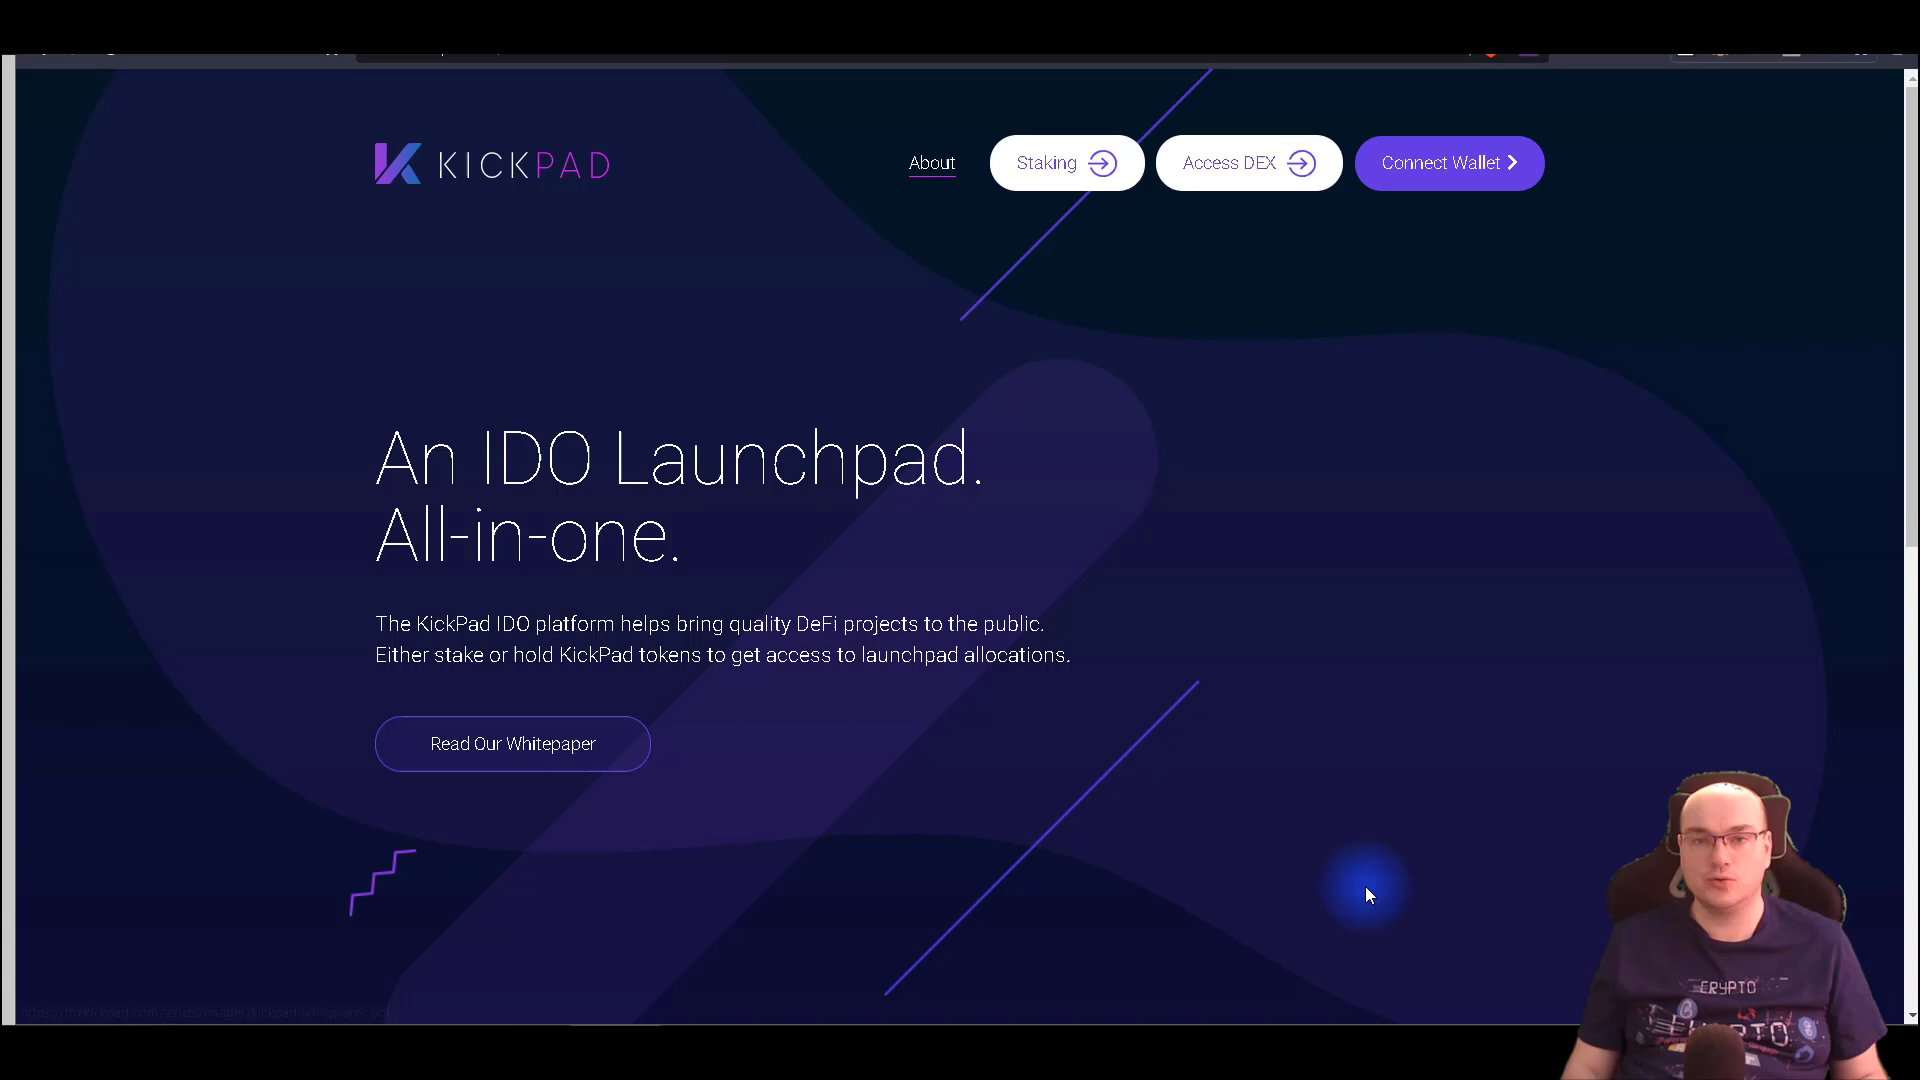 KICKPAD
About
Staking
Access DEX
Connect Wallet
An IDO Launchpad.
All-in-one.
The KickPad IDO platform helps bring quality DeFi projects to the public.
Either stake or hold KickPad tokens to get access to launchpad allocations.
Read Our Whitepaper
CRYPTO